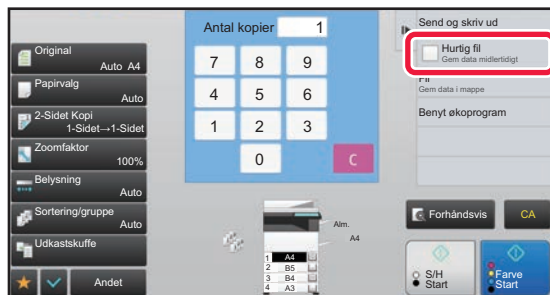 Original
Auto A4
Papirvalg
Auto
2-Sidet Kopi
1-Sidet→1-Sidet
Zoomfaktor
100%
Belysning
Auto
Sortering/gruppe
Auto
Udkastskuffe
Andet
Antal kopier 1
7 8 9
4 5 6
1 2 3
0 C
Alm.
A4
1 A4
2 B5
3 B4
4 A3
Send og skriv ud
Hurtig fil
Gem data midlertidigt
Fil
Gem data i mappe
Benyt økoprogram
Forhåndsvis
CA
S/H
Start
Farve
Start